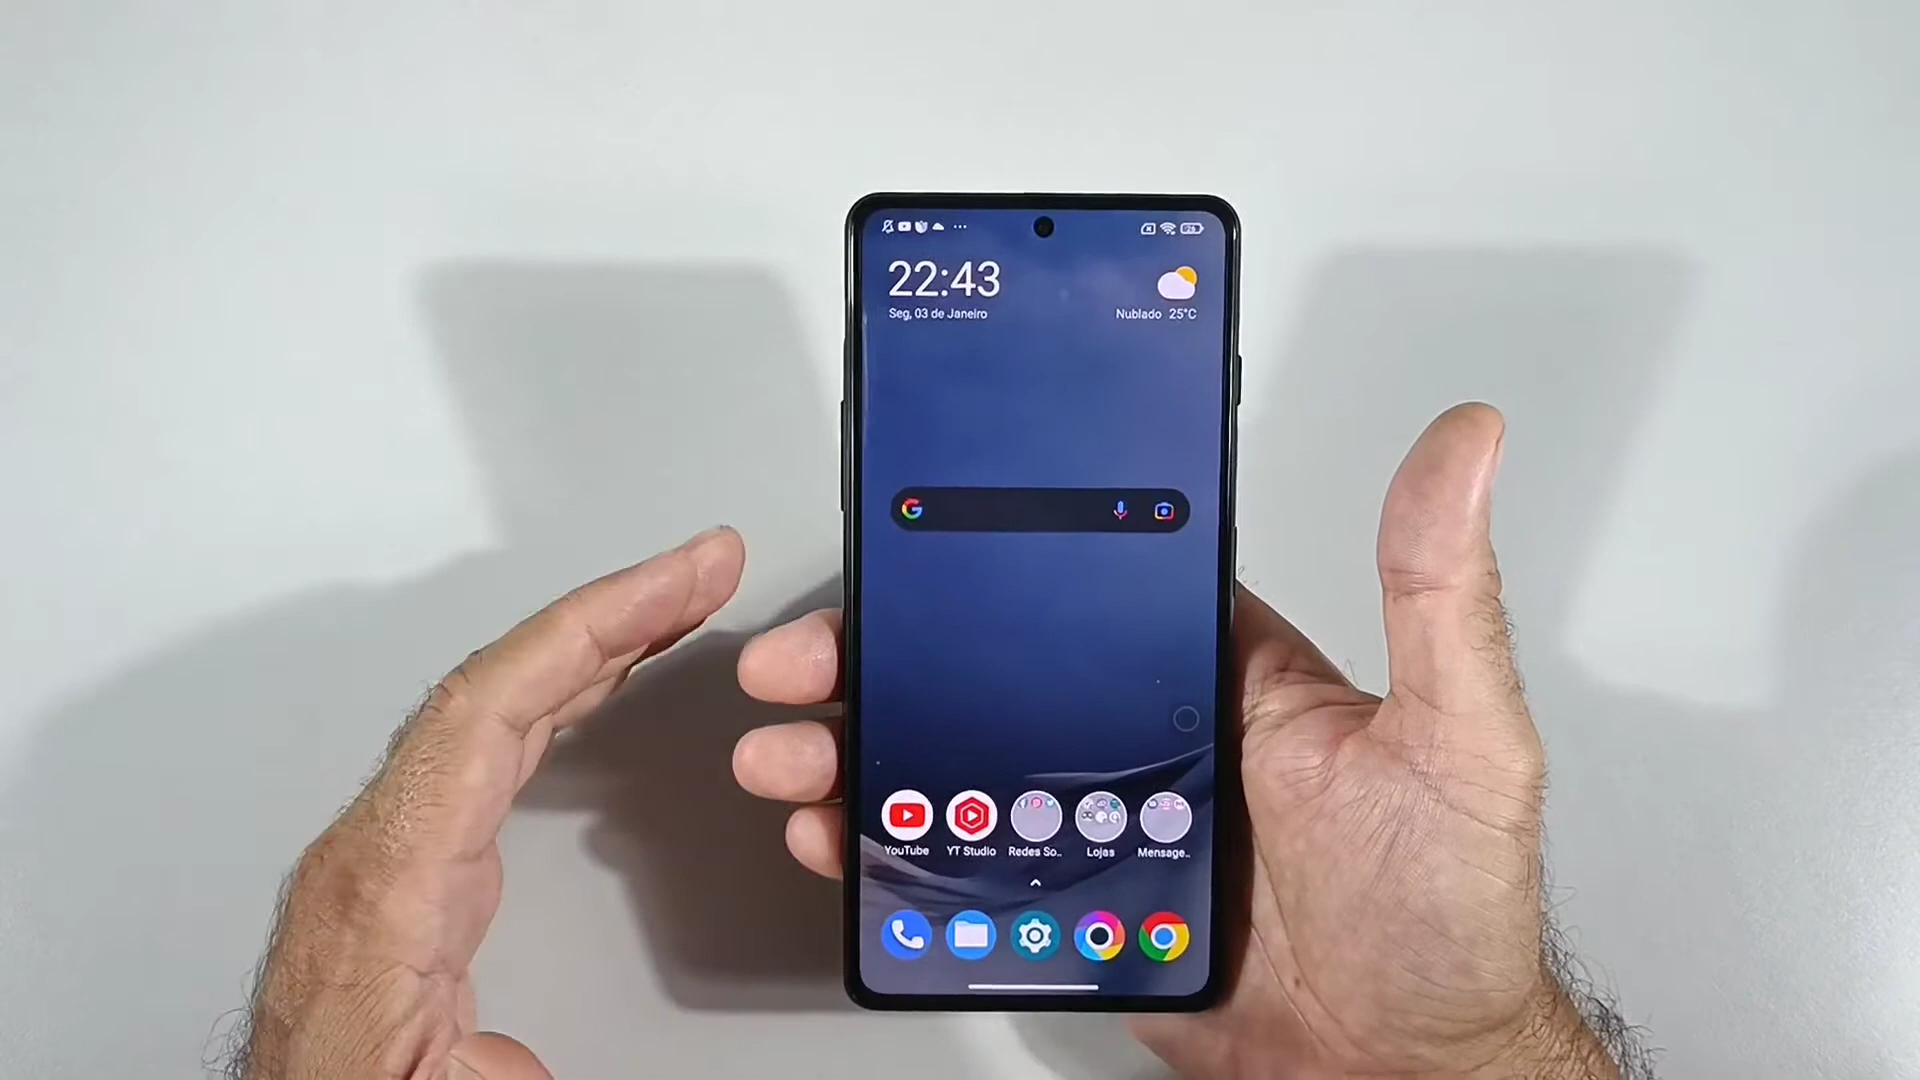 22:43
Seg, 03 de Janeiro
Nublado 25°C
YouTube
YT Studio
Redes So..
Lojas
Mensage..